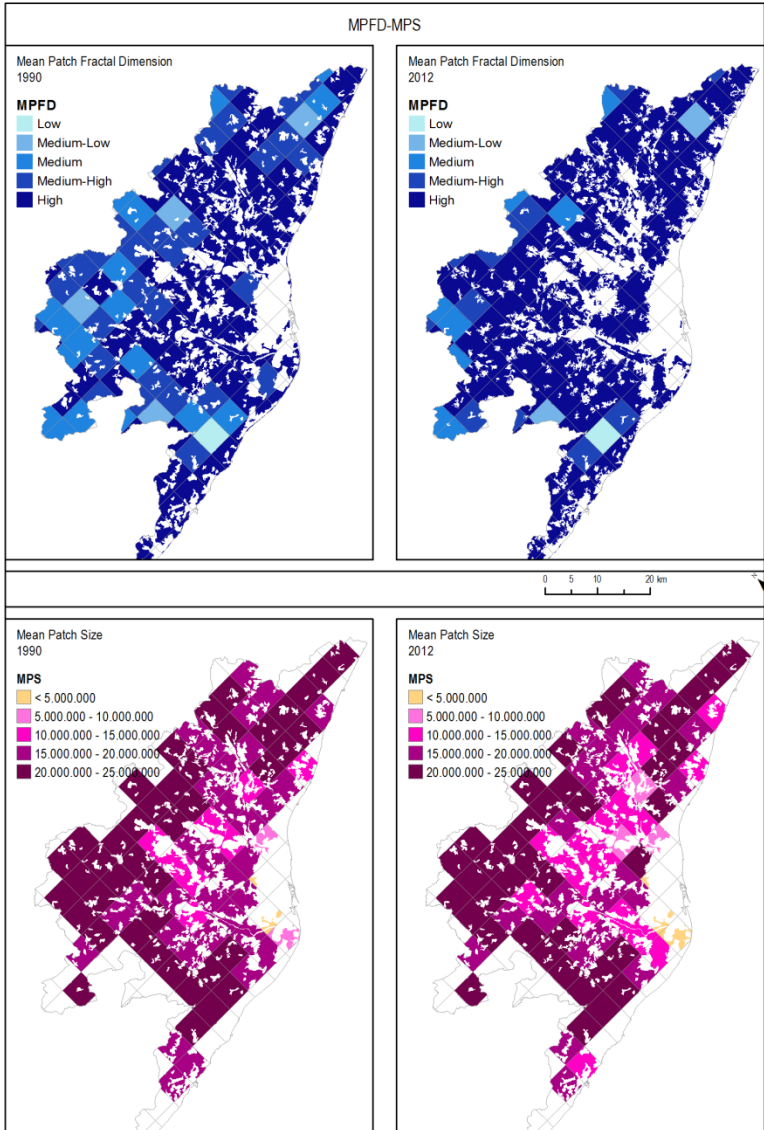 MPFD-MPS
Mean Patch Fractal Dimension
1990
MPFD
Low
Medium-Low
Medium
Medium-High
High
Mean Patch Fractal Dimension
2012
MPFD
Low
Medium-Low
Medium
Medium-High
High
0 5 10 20 km
N
Mean Patch Size
1990
MPS
< 5.000.000
5.000.000 - 10.000.000
10.000.000 - 15.000.000
15.000.000 - 20.000.000
20.000.000 - 25.000.000
Mean Patch Size
2012
MPS
< 5.000.000
5.000.000 - 10.000.000
10.000.000 - 15.000.000
15.000.000 - 20.000.000
20.000.000 - 25.000.000